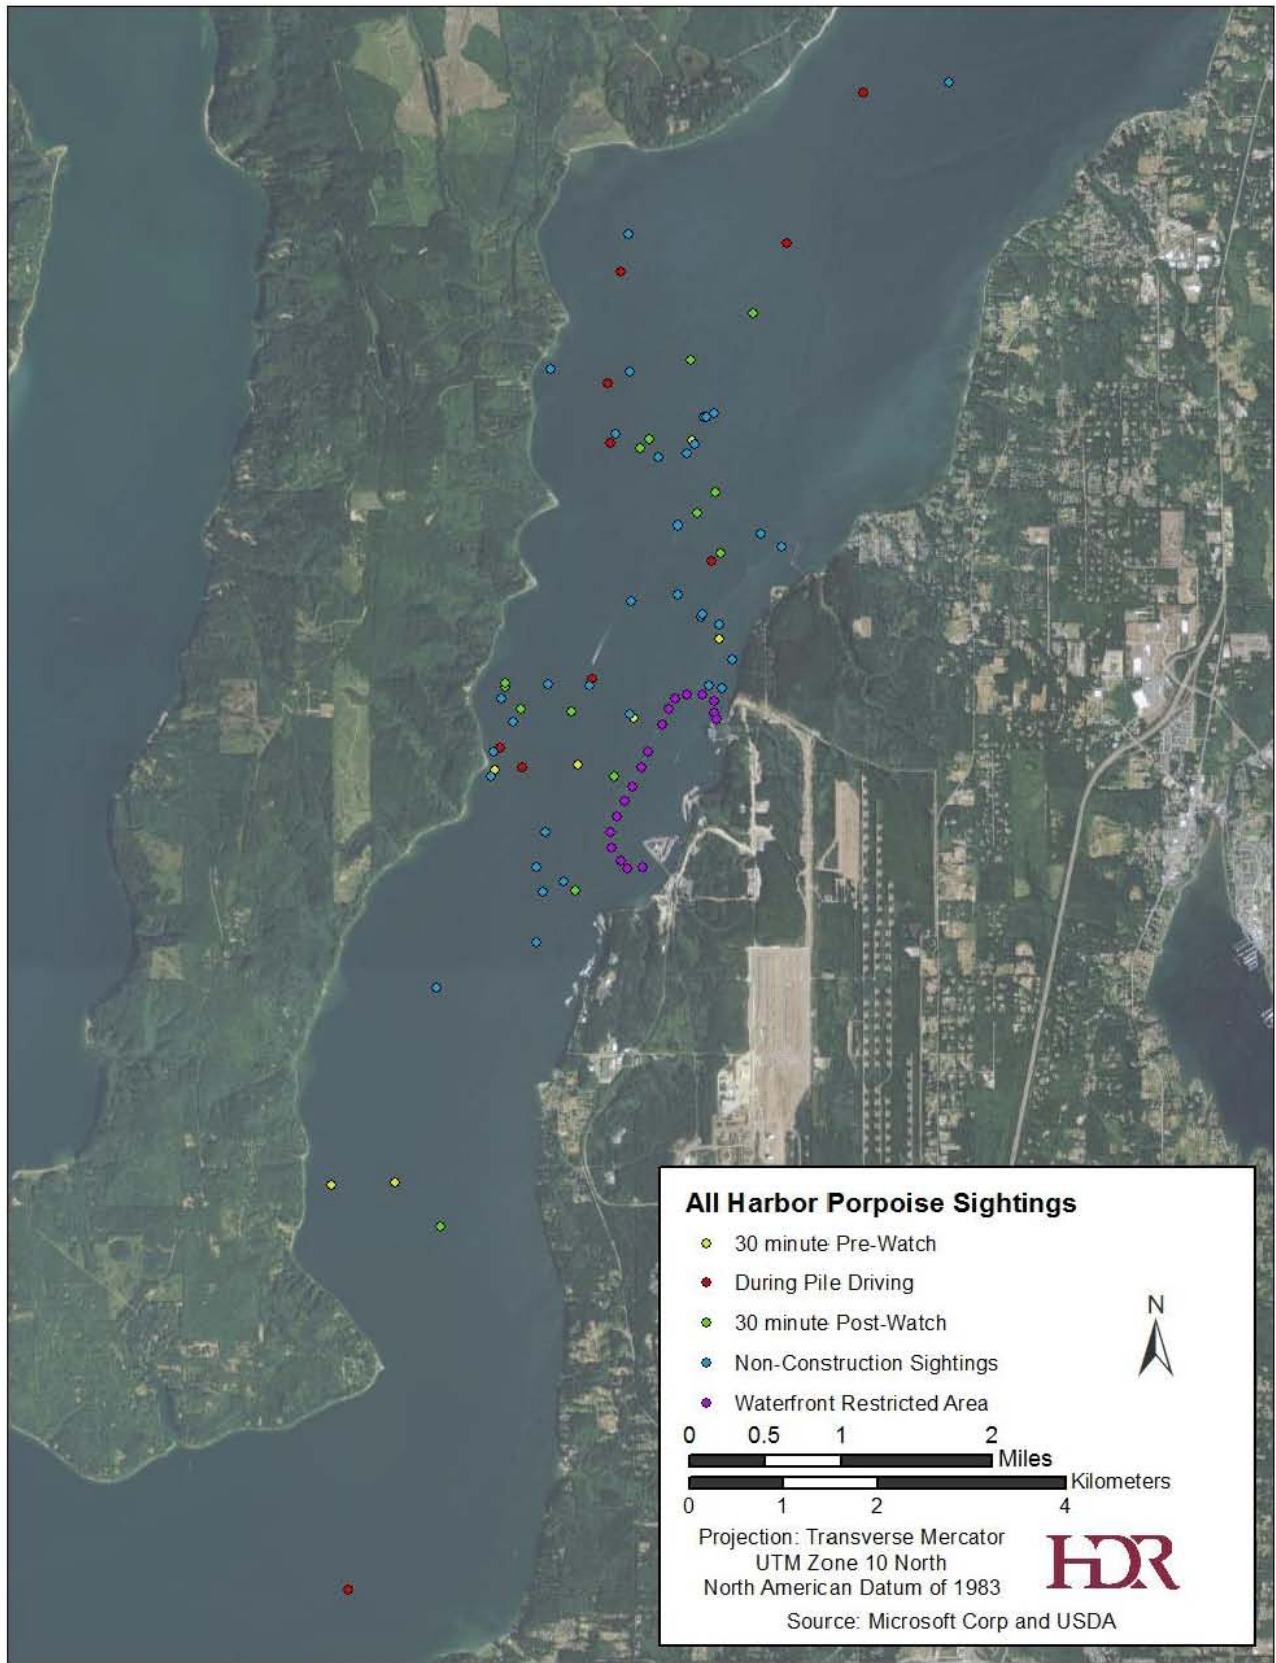 All Harbor Porpoise Sightings
30 minute Pre-Watch
During Pile Driving
30 minute Post-Watch
Non-Construction Sightings
Waterfront Restricted Area
N
0 0.5 1 2
Miles
Kilometers
0 1 2 4
Projection: Transverse Mercator
UTM Zone 10 North
North American Datum of 1983
HDR
Source: Microsoft Corp and USDA